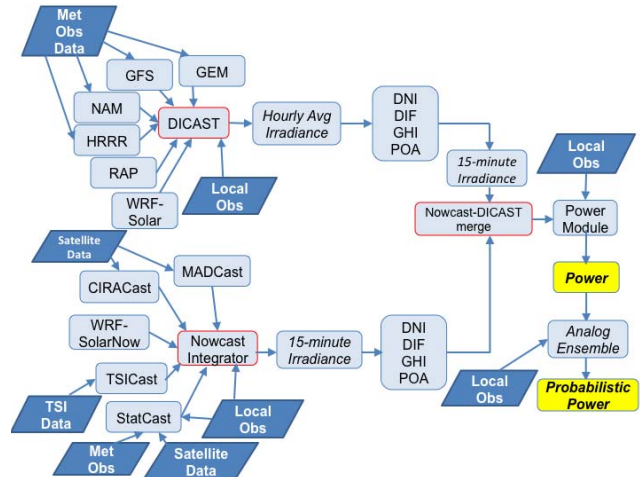 Met
Obs
Data
GEM
GFS
NAM
DICAST
HRRR
RAP
WRF-
Solar
Local
Obs
Hourly Avg
Irradiance
DNI
DIF
GHI
POA
15-minute
Irradiance
Local
Obs
Nowcast-DICAST
merge
Power
Module
Power
Analog
Ensemble
Local
Obs
Probabilistic
Power
Satellite
Data
MADCast
CIRACast
WRF-
SolarNow
Nowcast
Integrator
15-minute
Irradiance
DNI
DIF
GHI
POA
TSICast
TSI
Data
StatCast
Local
Obs
Met
Obs
Satellite
Data